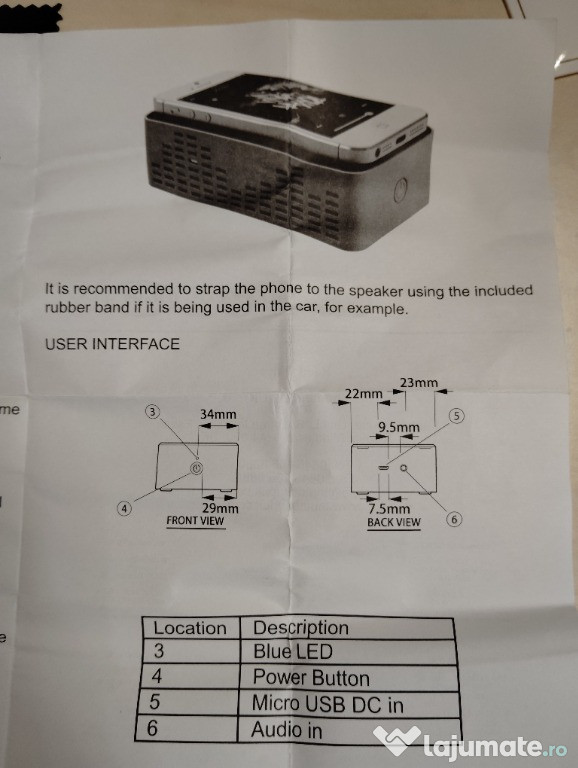 It is recommended to strap the phone to the speaker using the included
rubber band if it is being used in the car, for example.
USER INTERFACE
me
3
34mm
4
29mm
FRONT VIEW
22mm
23mm
5
9.5mm
7.5mm
BACK VIEW
6
e
Location Description
3 Blue LED
4 Power Button
5 Micro USB DC in
6 Audio in
lajumate.ro